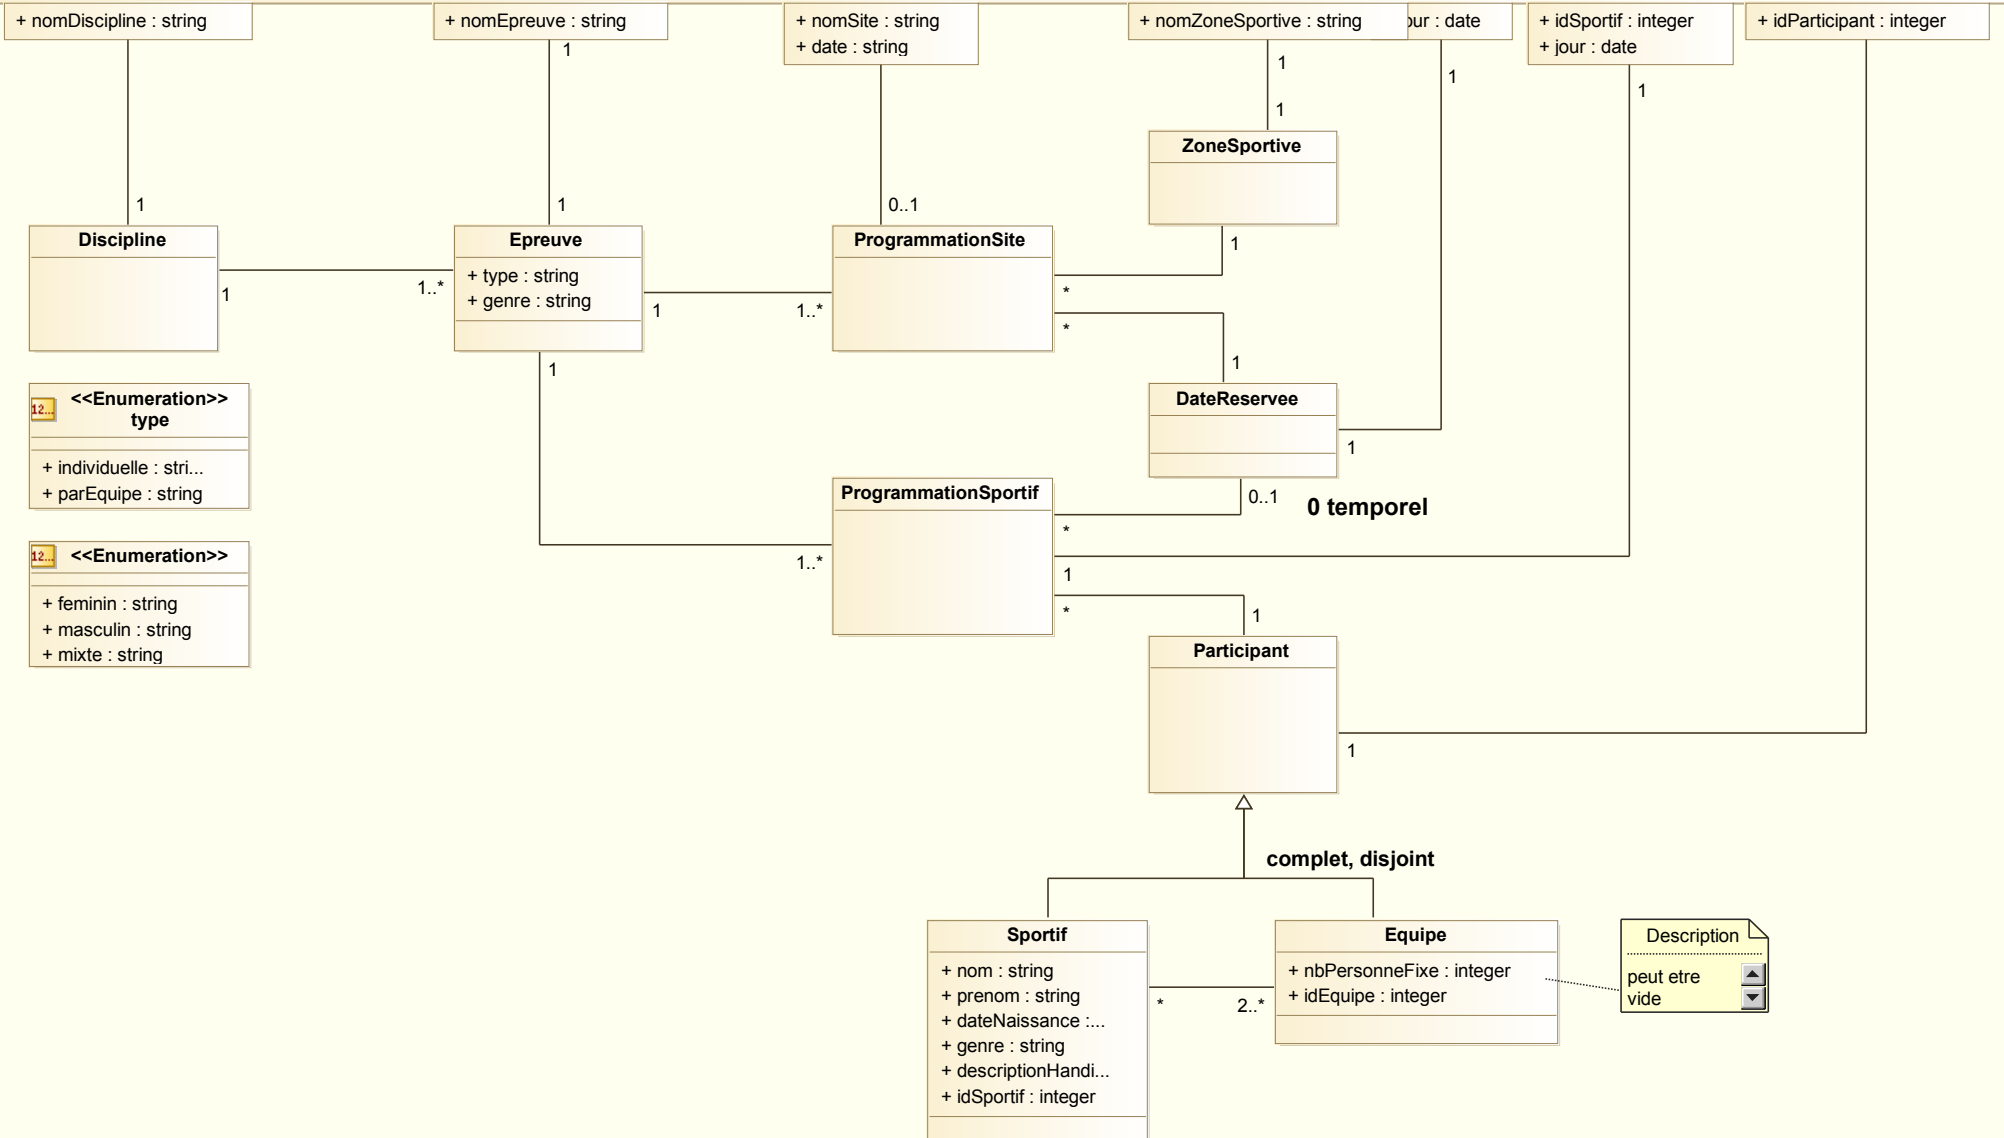 + nomDiscipline : string
+ nomEpreuve : string
+ nomSite : string
+ date : string
+ nomZoneSportive : string
our : date
+ idSportif : integer
+ jour : date
+ idParticipant : integer
1
1
1
1
1
ZoneSportive
1
1
0..1
1
Discipline
Epreuve
+ type : string
+ genre : string
ProgrammationSite
1
1..*
1
1..*
*
*
1
DateReservee
1
1
<<Enumeration>>
type
+ individuelle : stri...
+ parEquipe : string
ProgrammationSportif
0..1
0 temporel
*
1..*
1
*
1
<<Enumeration>>
+ feminin : string
+ masculin : string
+ mixte : string
Participant
1
complet, disjoint
Sportif
+ nom : string
+ prenom : string
+ dateNaissance :...
+ genre : string
+ descriptionHandi...
+ idSportif : integer
*
2..*
Equipe
+ nbPersonneFixe : integer
+ idEquipe : integer
Description
peut etre
vide
12...
12...